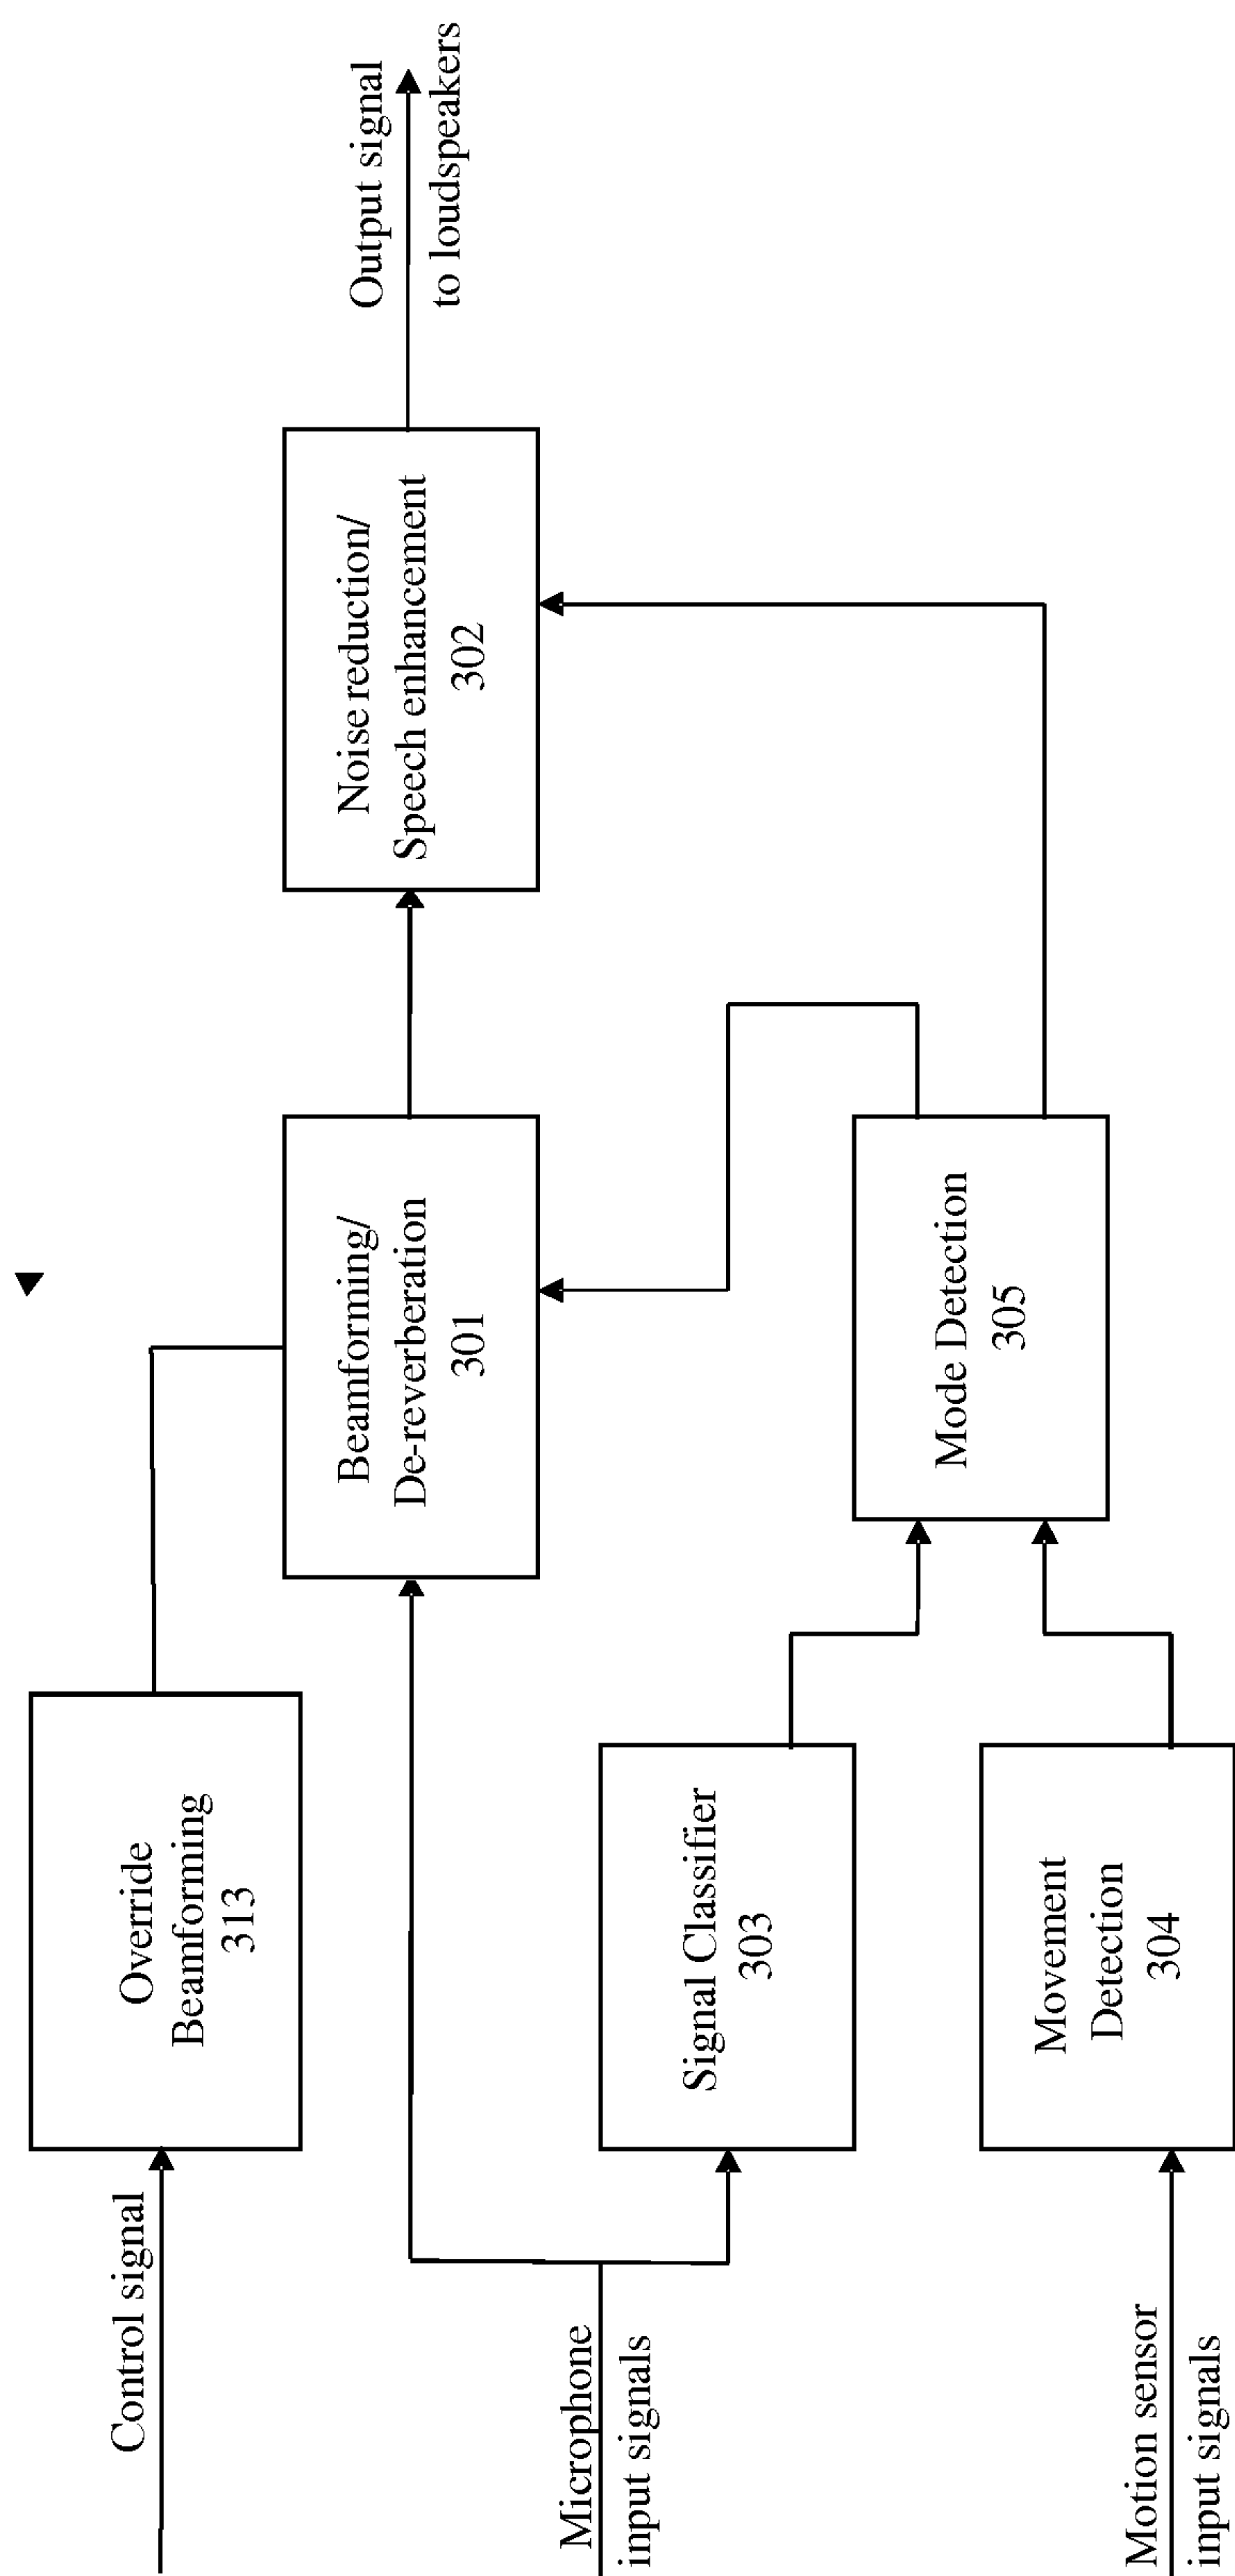 Control signal
Override
Beamforming
313
Microphone
input signals
Beamforming/
De-reverberation
301
Noise reduction/
Speech enhancement
302
Output signal
to loudspeakers
Signal Classifier
303
Mode Detection
305
Motion sensor
input signals
Movement
Detection
304